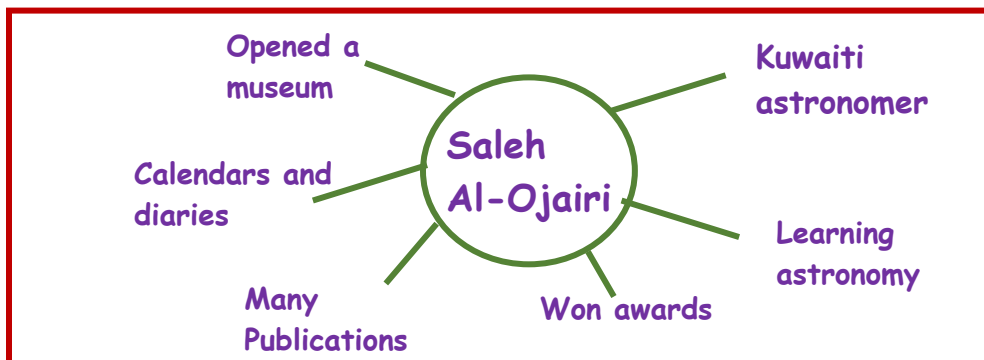 Opened a
museum
Kuwaiti
astronomer
Saleh
Al-Ojairi
Calendars and
diaries
Learning
astronomy
Many
Publications
Won awards